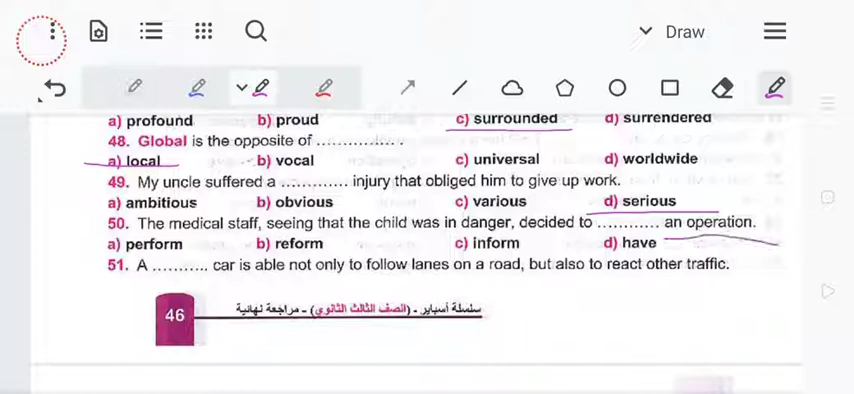 Draw
a) profound b) proud c) surrounded d) surrendered
48. Global is the opposite of ................ .
a) local b) vocal c) universal d) worldwide
49. My uncle suffered a ............ injury that obliged him to give up work.
a) ambitious b) obvious c) various d) serious
50. The medical staff, seeing that the child was in danger, decided to ........... an operation.
a) perform b) reform c) inform d) have
51. A .......... car is able not only to follow lanes on a road, but also to react other traffic.
46 سلسلة أسباير - (الصف الثالث الثانوي) - مراجعة نهائية